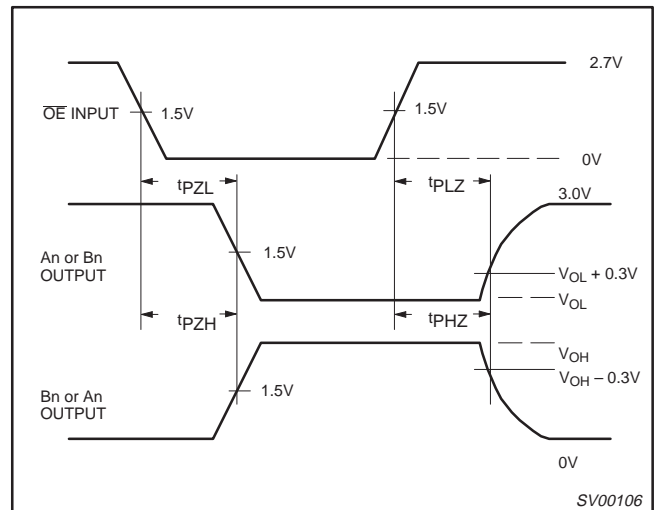 2.7V
OE INPUT
1.5V
1.5V
0V
tPZL
tPLZ
3.0V
An or Bn
OUTPUT
1.5V
VOL + 0.3V
VOL
tPZH
tPHZ
VOH
VOH – 0.3V
Bn or An
OUTPUT
1.5V
0V
SV00106